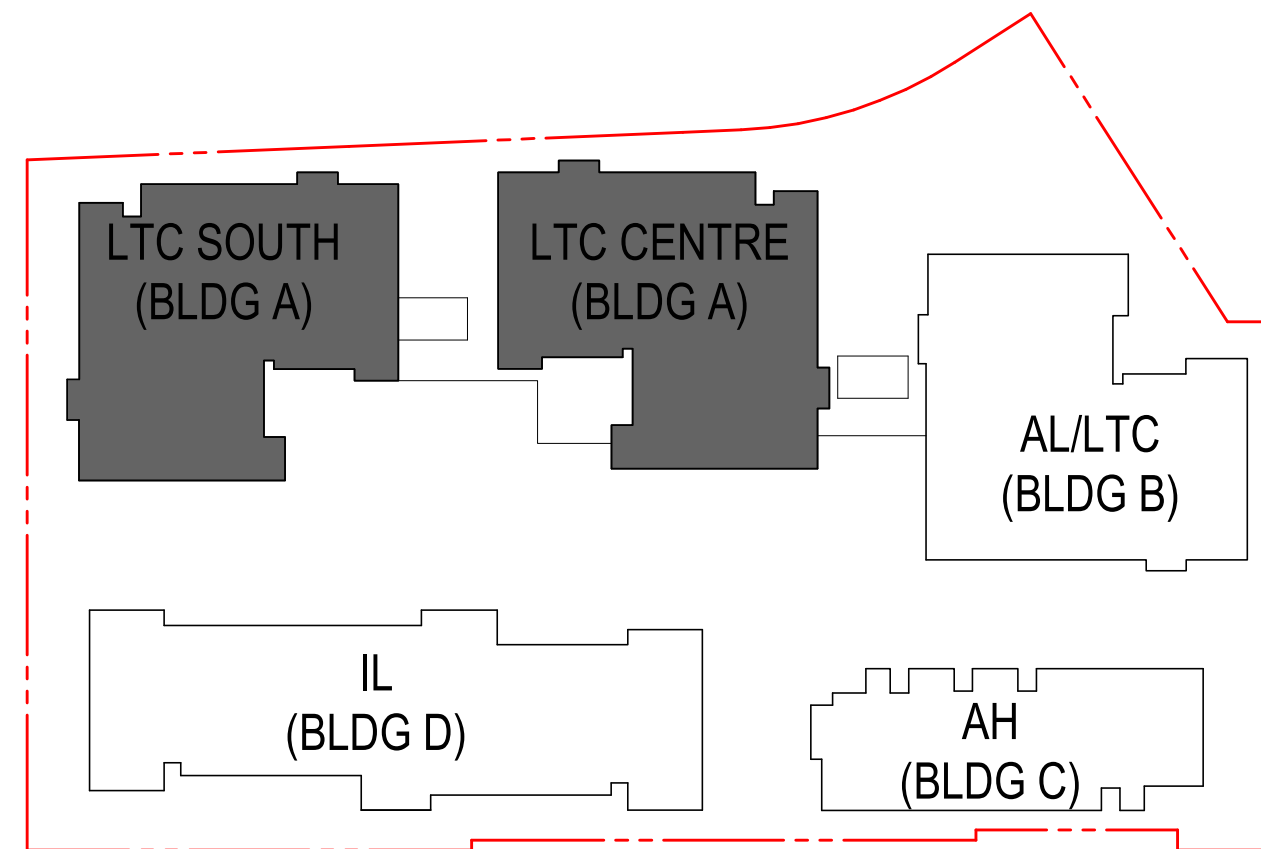 LTC SOUTH
(BLDG A)
LTC CENTRE
(BLDG A)
AL/LTC
(BLDG B)
IL
(BLDG D)
AH
(BLDG C)